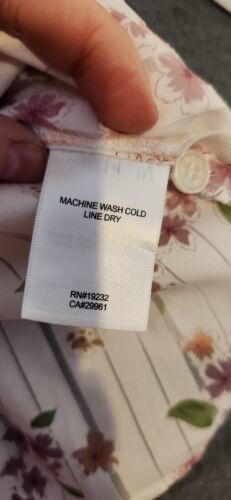 MACHINE WASH COLD
LINE DRY
RN#19232
CA#29961